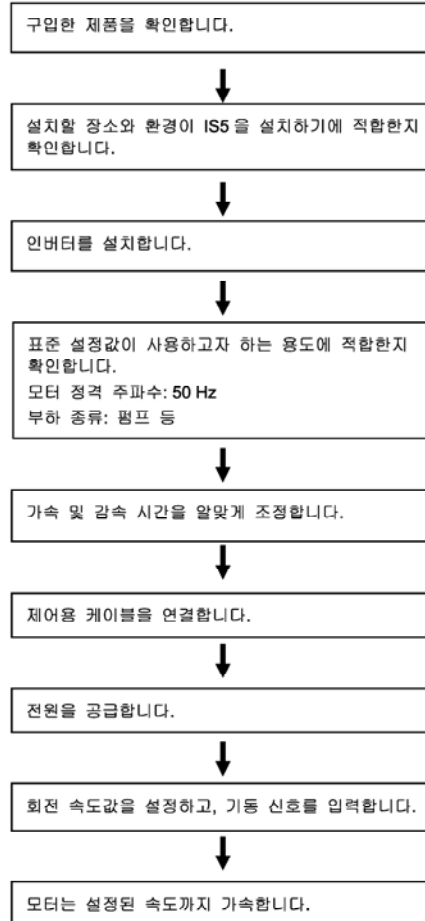 구입한 제품을 확인합니다.
설치할 장소와 환경이 IS5 을 설치하기에 적합한지
확인합니다.
인버터를 설치합니다.
표준 설정값이 사용하고자 하는 용도에 적합한지
확인합니다.
모터 정격 주파수: 50 Hz
부하 종류: 펌프 등
가속 및 감속 시간을 알맞게 조정합니다.
제어용 케이블을 연결합니다.
전원을 공급합니다.
회전 속도값을 설정하고, 기동 신호를 입력합니다.
모터는 설정된 속도까지 가속합니다.